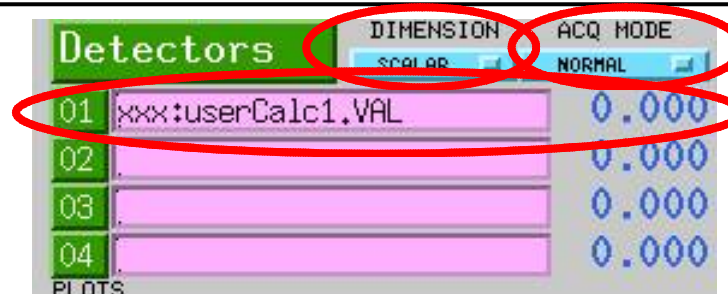 Detectors DIMENSION ACQ MODE
SCALAR NORMAL
01 xxx:userCalc1.VAL 0.000
02 0.000
03 0.000
04 0.000
PLOTS